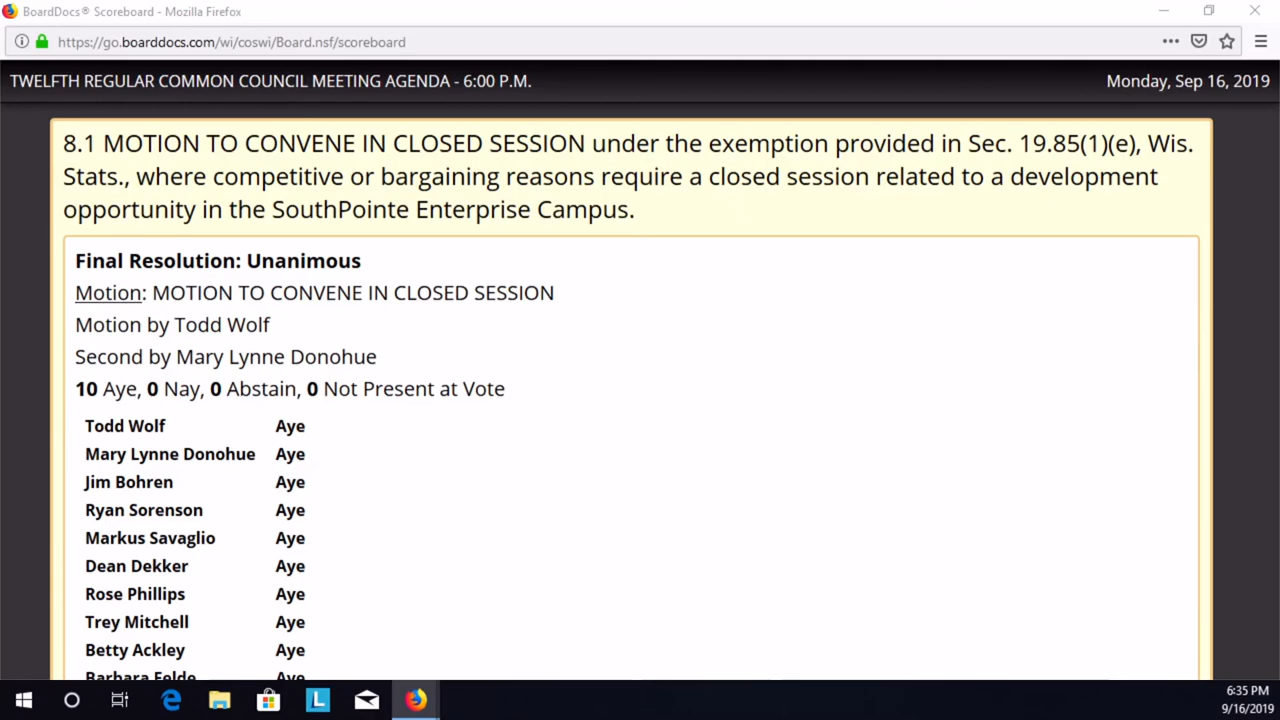 BoardDocs® Scoreboard - Mozilla Firefox
https://go.boarddocs.com/wi/coswi/Board.nsf/scoreboard
TWELFTH REGULAR COMMON COUNCIL MEETING AGENDA - 6:00 P.M. Monday, Sep 16, 2019
8.1 MOTION TO CONVENE IN CLOSED SESSION under the exemption provided in Sec. 19.85(1)(e), Wis.
Stats., where competitive or bargaining reasons require a closed session related to a development
opportunity in the SouthPointe Enterprise Campus.
Final Resolution: Unanimous
Motion: MOTION TO CONVENE IN CLOSED SESSION
Motion by Todd Wolf
Second by Mary Lynne Donohue
10 Aye, 0 Nay, 0 Abstain, 0 Not Present at Vote
Todd Wolf Aye
Mary Lynne Donohue Aye
Jim Bohren Aye
Ryan Sorenson Aye
Markus Savaglio Aye
Dean Dekker Aye
Rose Phillips Aye
Trey Mitchell Aye
Betty Ackley Aye
Barbara Felde Aye
L
6:35 PM
9/16/2019